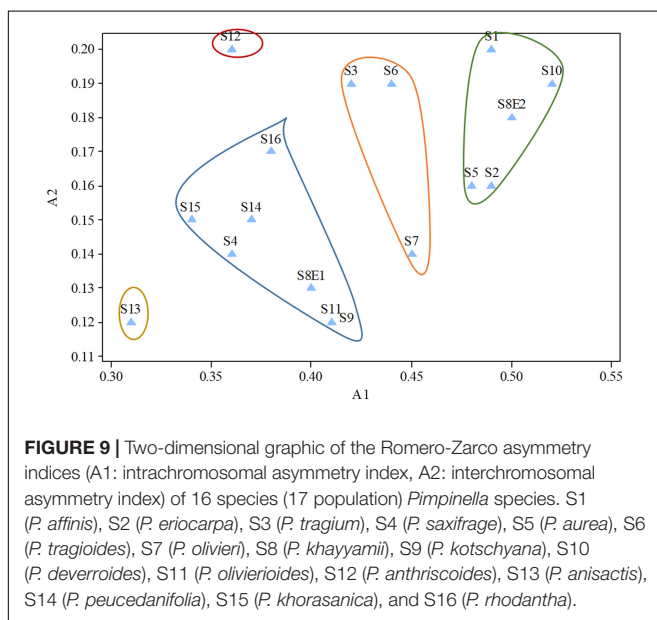 S12
S1
0.20
S3
S6
S10
0.19
S8E2
0.18
S16
0.17
S5 S2
A2
0.16
S15
S14
0.15
S4
S7
0.14
S8E1
0.13
S13
S11
S9
0.12
0.11
0.30 0.35 0.40 0.45 0.50 0.55
A1
FIGURE 9 | Two-dimensional graphic of the Romero-Zarco asymmetry
indices (A1: intrachromosomal asymmetry index, A2: interchromosomal
asymmetry index) of 16 species (17 population) Pimpinella species. S1
(P. affinis), S2 (P. eriocarpa), S3 (P. tragium), S4 (P. saxifrage), S5 (P. aurea), S6
(P. tragioides), S7 (P. olivieri), S8 (P. khayyamii), S9 (P. kotschyana), S10
(P. deverroides), S11 (P. olivierioides), S12 (P. anthriscoides), S13 (P. anisactis),
S14 (P. peucedanifolia), S15 (P. khorasanica), and S16 (P. rhodantha).